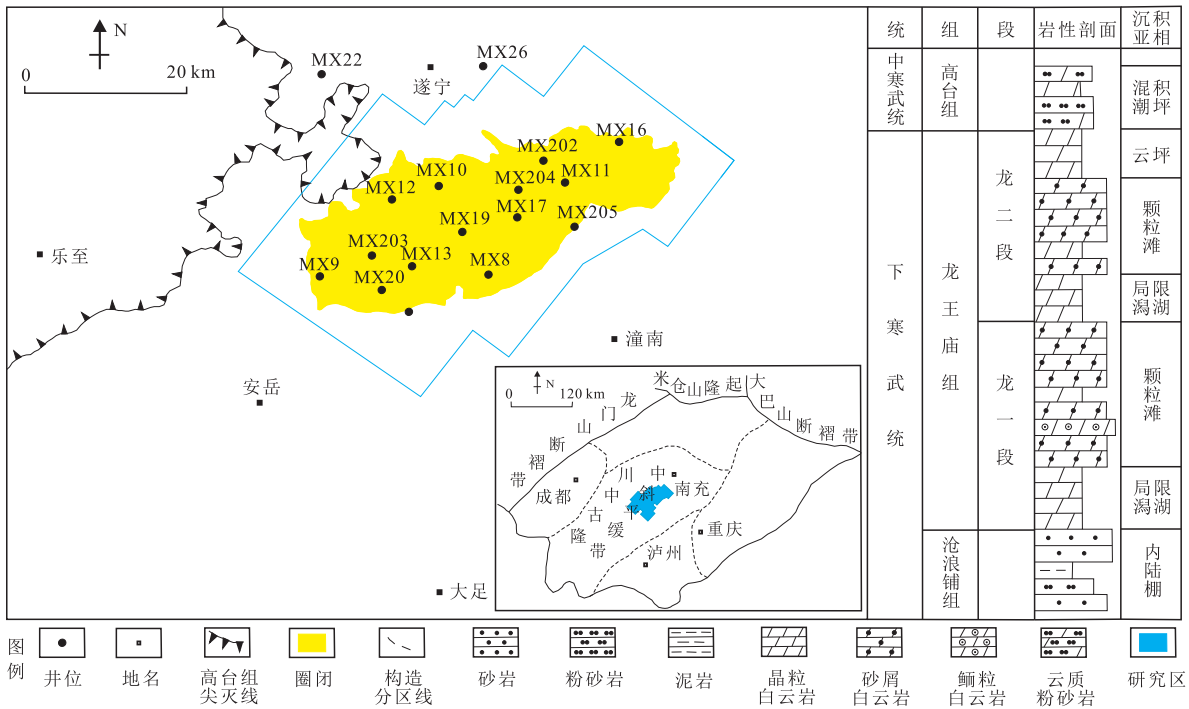 N
0
20 km
MX22
遂宁
MX26
MX16
MX202
MX10
MX204
MX11
MX12
MX17
MX205
MX19
MX203
MX13
MX8
MX9
MX20
乐至
安岳
潼南
大足
N
0
120 km
米仓山隆起
大巴山断褶带
龙门山断褶带
成都
川中古隆
中斜平缓带
南充
重庆
泸州
统
组
段
岩性剖面
沉积
亚相
中寒武统
高台组
混积
潮坪
云坪
下寒武统
龙王庙组
龙二段
颗粒滩
局限
潟湖
龙一段
颗粒滩
局限
潟湖
沧浪铺组
内陆棚
图例
井位
地名
高台组
尖灭线
圈闭
构造
分区线
砂岩
粉砂岩
泥岩
晶粒
白云岩
砂屑
白云岩
鲕粒
白云岩
云质
粉砂岩
研究区